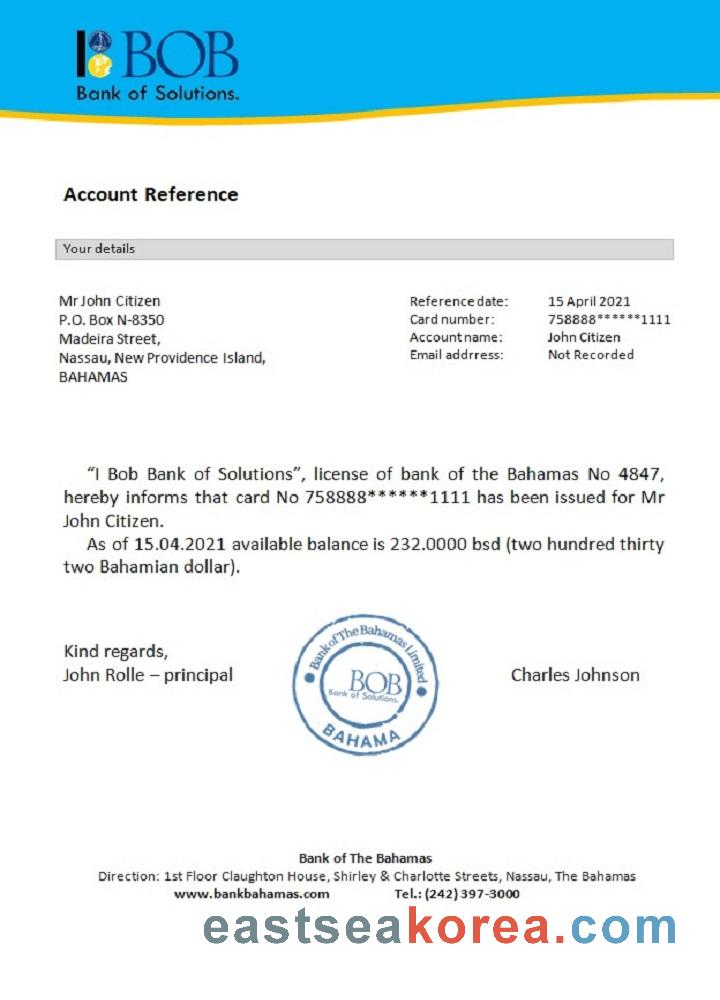 BOB
Bank of Solutions.
Account Reference
Your details
Mr John Citizen
P.O. Box N-8350
Madeira Street,
Nassau, New Providence Island,
BAHAMAS
Reference date: 15 April 2021
Card number: 758888******1111
Account name: John Citizen
Email addrress: Not Recorded
“I Bob Bank of Solutions”, license of bank of the Bahamas No 4847,
hereby informs that card No 758888******1111 has been issued for Mr
John Citizen.
As of 15.04.2021 available balance is 232.0000 bsd (two hundred thirty
two Bahamian dollar).
Kind regards,
John Rolle – principal
Bank of The Bahamas Limited
BOB
Bank of Solutions.
BAHAMA
Charles Johnson
Bank of The Bahamas
Direction: 1st Floor Claughton House, Shirley & Charlotte Streets, Nassau, The Bahamas
www.bankbahamas.com Tel.: (242) 397-3000
eastseakorea.com